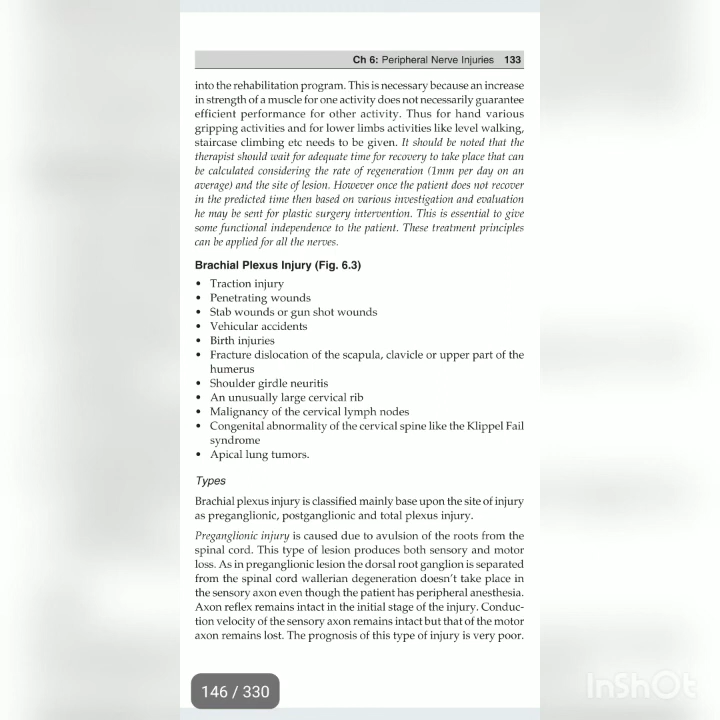 Ch 6: Peripheral Nerve Injuries 133
into the rehabilitation program. This is necessary because an increase
in strength of a muscle for one activity does not necessarily guarantee
efficient performance for other activity. Thus for hand various
gripping activities and for lower limbs activities like level walking,
staircase climbing etc needs to be given. It should be noted that the
therapist should wait for adequate time for recovery to take place that can
be calculated considering the rate of regeneration (1mm per day on an
average) and the site of lesion. However once the patient does not recover
in the predicted time then based on various investigation and evaluation
he may be sent for plastic surgery intervention. This is essential to give
some functional independence to the patient. These treatment principles
can be applied for all the nerves.
Brachial Plexus Injury (Fig. 6.3)
• Traction injury
• Penetrating wounds
• Stab wounds or gun shot wounds
• Vehicular accidents
• Birth injuries
• Fracture dislocation of the scapula, clavicle or upper part of the
humerus
• Shoulder girdle neuritis
• An unusually large cervical rib
• Malignancy of the cervical lymph nodes
• Congenital abnormality of the cervical spine like the Klippel Fail
syndrome
• Apical lung tumors.
Types
Brachial plexus injury is classified mainly base upon the site of injury
as preganglionic, postganglionic and total plexus injury.
Preganglionic injury is caused due to avulsion of the roots from the
spinal cord. This type of lesion produces both sensory and motor
loss. As in preganglionic lesion the dorsal root ganglion is separated
from the spinal cord wallerian degeneration doesn't take place in
the sensory axon even though the patient has peripheral anesthesia.
Axon reflex remains intact in the initial stage of the injury. Conduc-
tion velocity of the sensory axon remains intact but that of the motor
axon remains lost. The prognosis of this type of injury is very poor.
146 / 330
InShOt